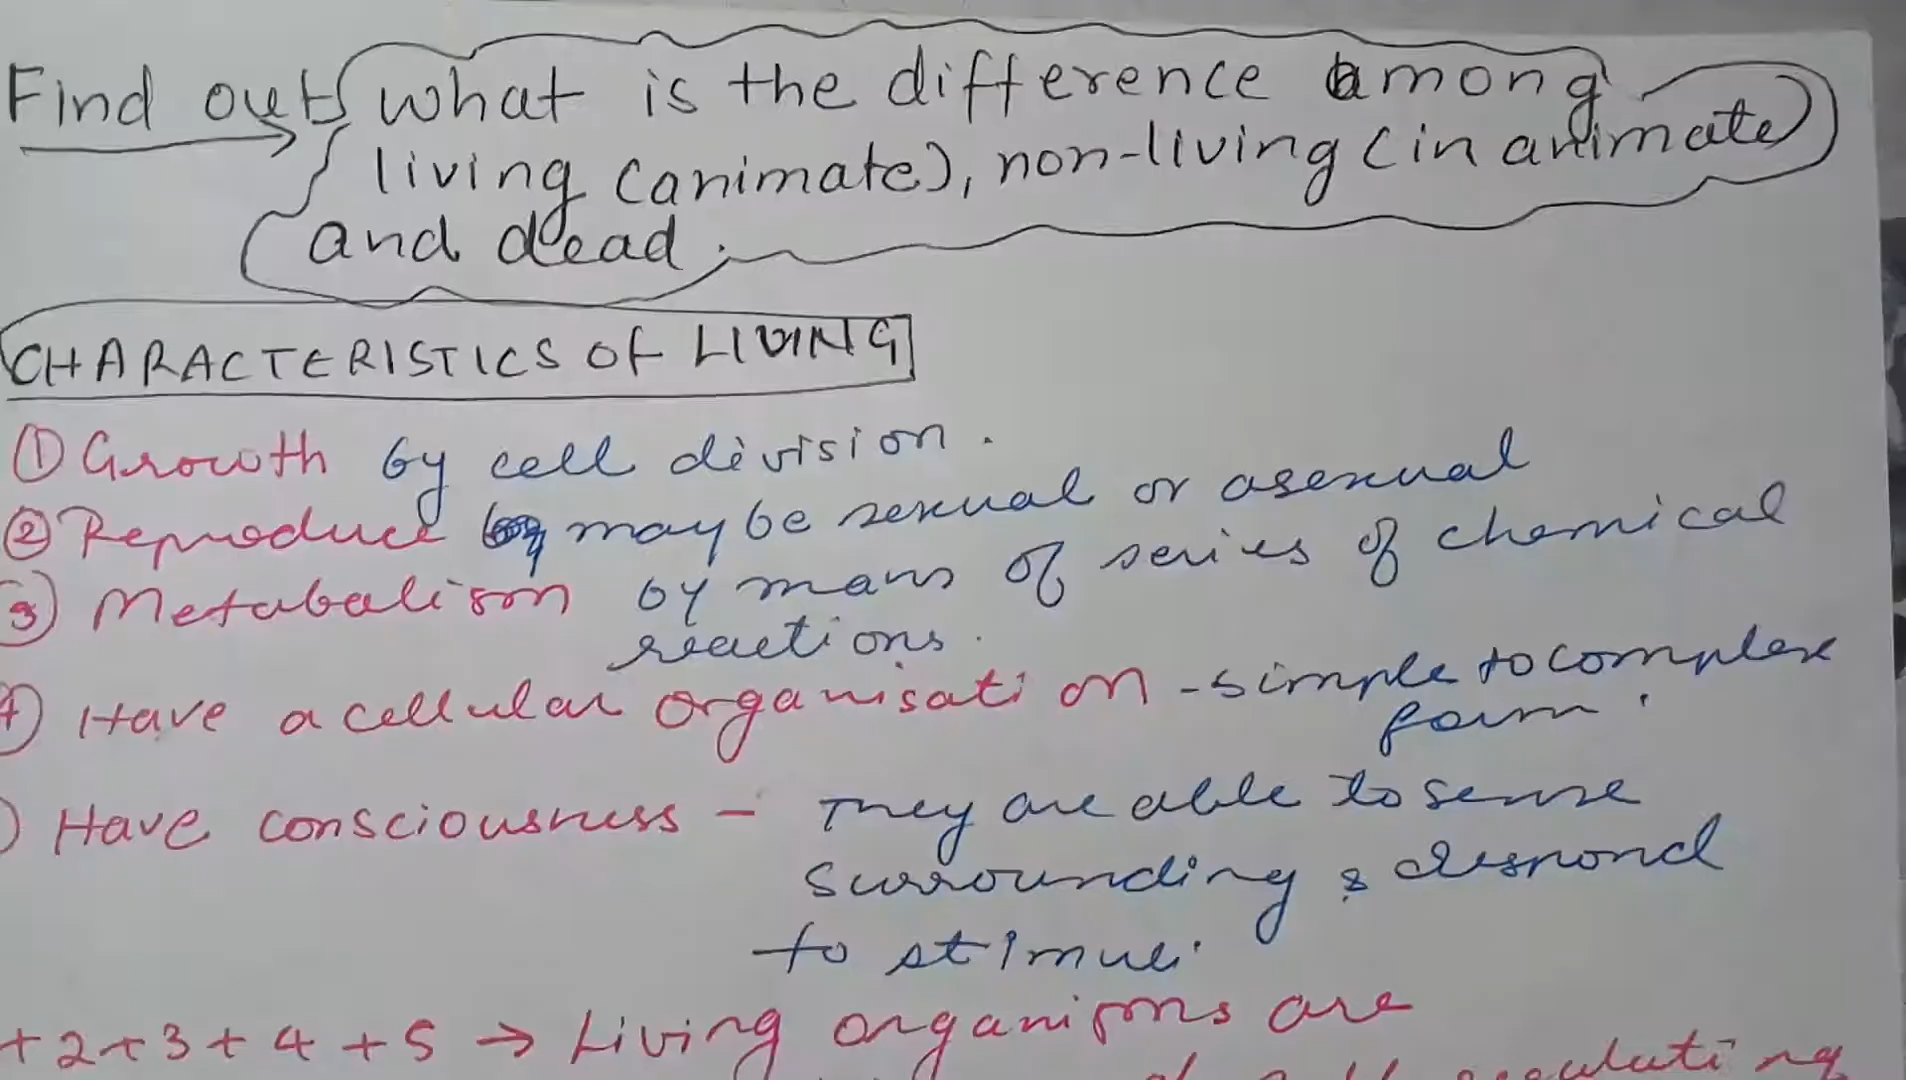 Find out what is the difference among
living (animate), non-living (inanimate)
and dead.
CHARACTERISTICS OF LIVING
① Growth by cell division.
② Reproduce may be sexual or asexual
3) Metabalism by mans of series of chemical
reactions.
4) Have a cellular organisation - simple to complex
form.
) Have consciousness - They are able to sense
surrounding & respond
to stimuli.
+ 2 + 3 + 4 + 5 → Living organisms are